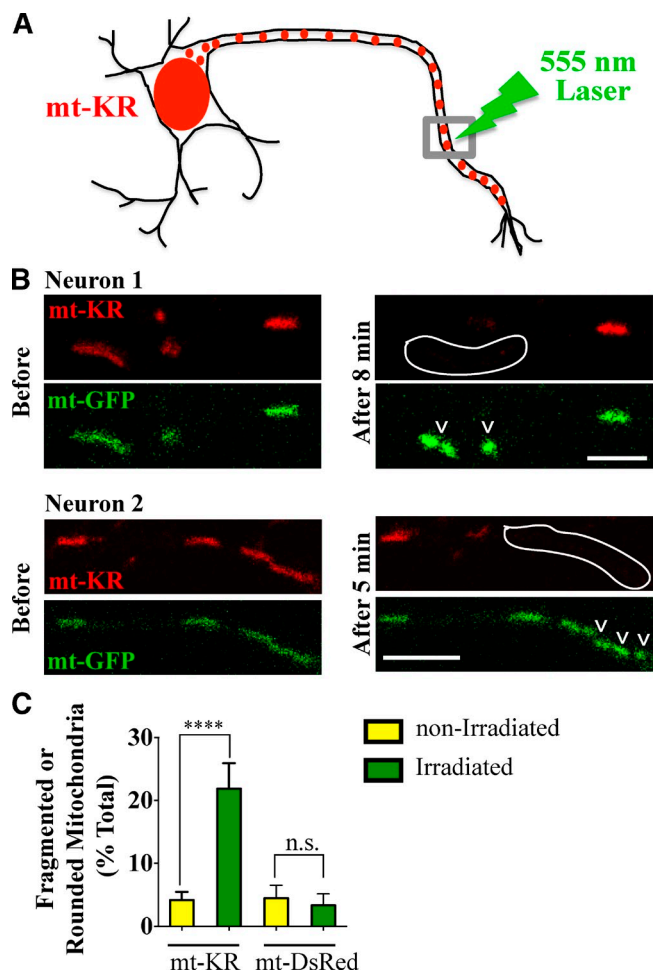 A
mt-KR
555 nm
Laser
B
Neuron 1
Before
mt-KR
mt-GFP
After 8 min
v
v
Neuron 2
Before
mt-KR
mt-GFP
After 5 min
v v v
C
Fragmented or
Rounded Mitochondria
(% Total)
30
20
10
0
****
n.s.
mt-KR
mt-DsRed
non-Irradiated
Irradiated